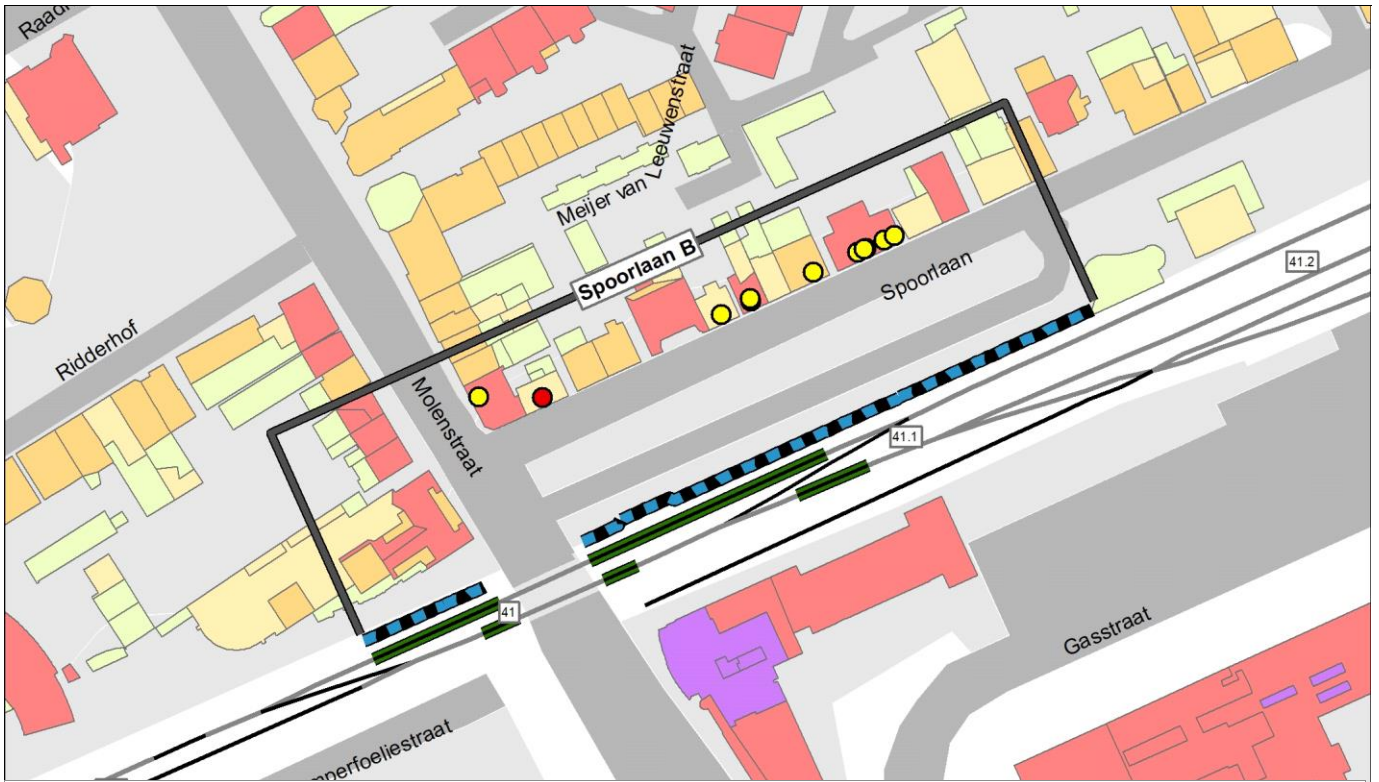 Meijer van Leeuwenstraat
Spoorlaan B
Spoorlaan
41.2
Ridderhof
Molenstraat
41.1
41
Gasstraat